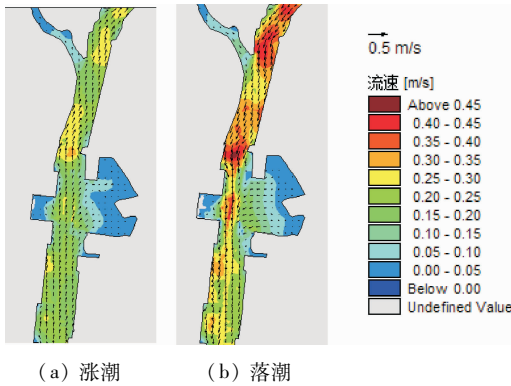 0.5 m/s
流速 [m/s]
Above 0.45
0.40 - 0.45
0.35 - 0.40
0.30 - 0.35
0.25 - 0.30
0.20 - 0.25
0.15 - 0.20
0.10 - 0.15
0.05 - 0.10
0.00 - 0.05
Below 0.00
Undefined Value
(a) 涨潮
(b) 落潮